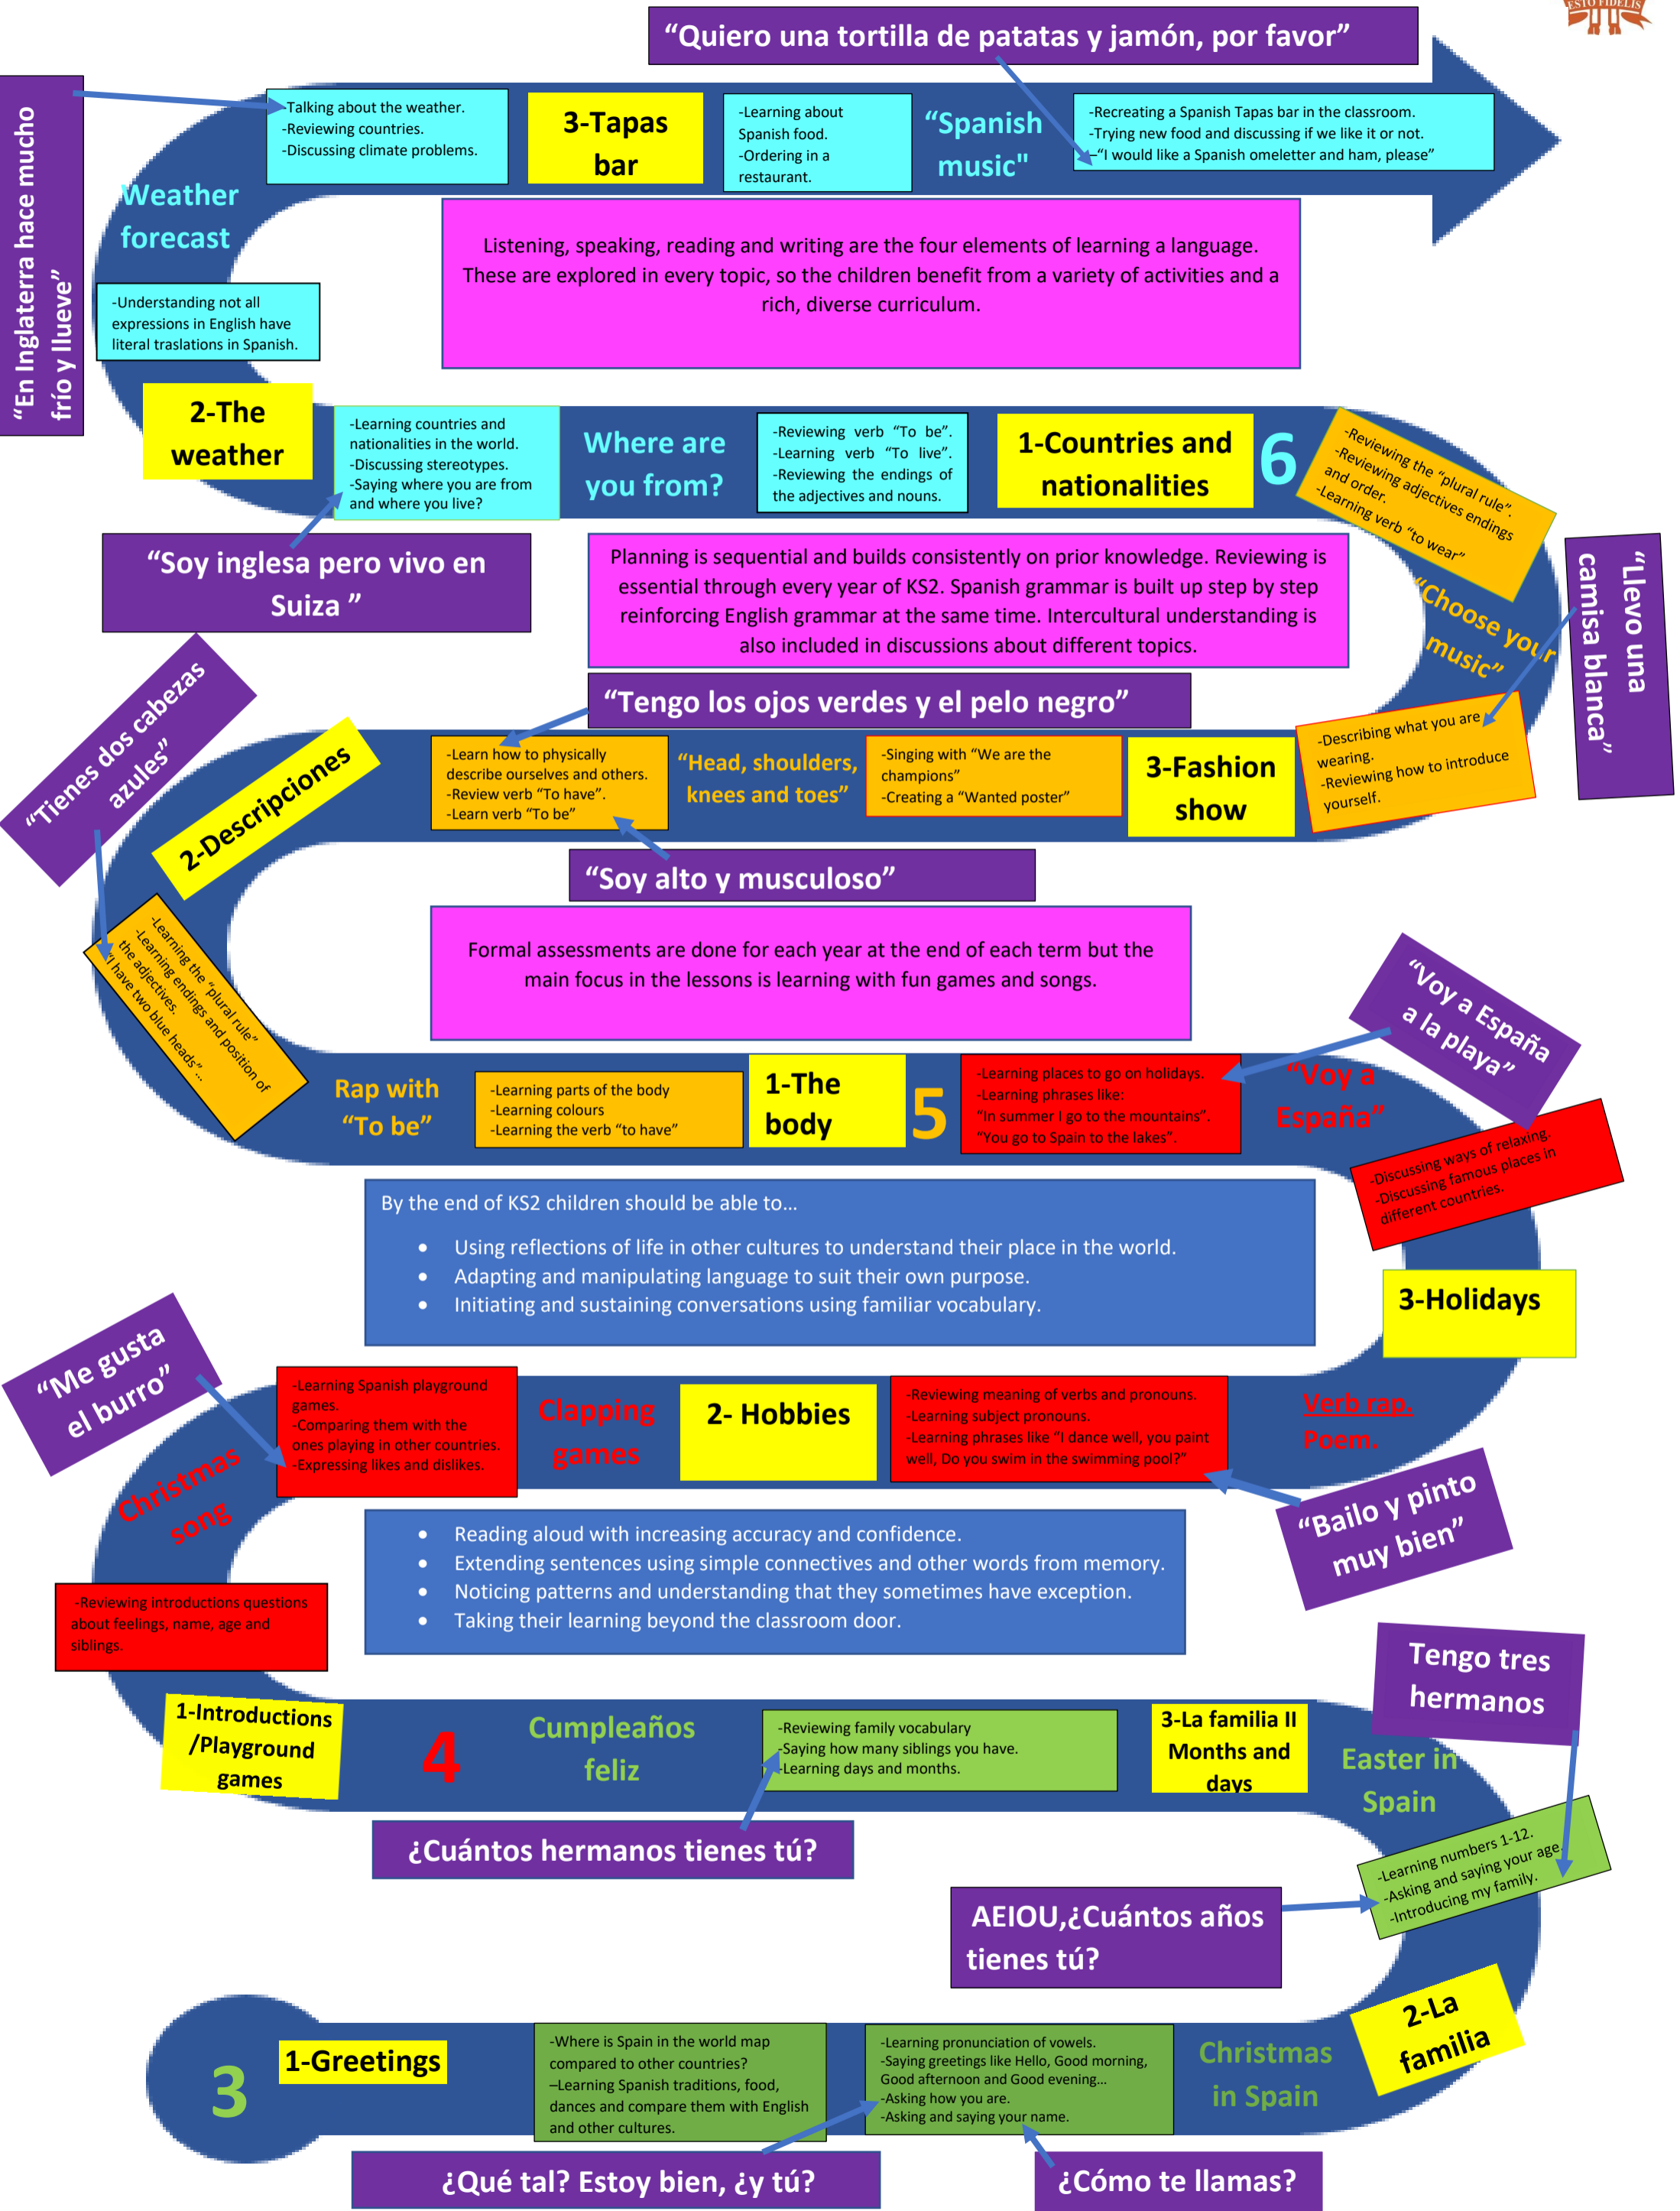 ESTO FIDELIS
“Quiero una tortilla de patatas y jamón, por favor”
“En Inglaterra hace mucho
frío y llueve”
-Talking about the weather.
-Reviewing countries.
-Discussing climate problems.
3-Tapas
bar
-Learning about
Spanish food.
-Ordering in a
restaurant.
“Spanish
music"
-Recreating a Spanish Tapas bar in the classroom.
-Trying new food and discussing if we like it or not.
–“I would like a Spanish omeletter and ham, please”
Weather
forecast
Listening, speaking, reading and writing are the four elements of learning a language.
These are explored in every topic, so the children benefit from a variety of activities and a
rich, diverse curriculum.
-Understanding not all
expressions in English have
literal traslations in Spanish.
2-The
weather
-Learning countries and
nationalities in the world.
-Discussing stereotypes.
-Saying where you are from
and where you live?
Where are
you from?
-Reviewing verb “To be”.
-Learning verb “To live”.
-Reviewing the endings of
the adjectives and nouns.
1-Countries and
nationalities
6
-Reviewing the “plural rule”.
-Reviewing adjectives endings
and order.
-Learning verb “to wear”
“Soy inglesa pero vivo en
Suiza ”
Planning is sequential and builds consistently on prior knowledge. Reviewing is
essential through every year of KS2. Spanish grammar is built up step by step
reinforcing English grammar at the same time. Intercultural understanding is
also included in discussions about different topics.
“Choose your
music”
“Llevo una
camisa blanca”
“Tienes dos cabezas
azules”
“Tengo los ojos verdes y el pelo negro”
2-Descripciones
-Learn how to physically
describe ourselves and others.
-Review verb “To have”.
-Learn verb “To be”
“Head, shoulders,
knees and toes”
-Singing with “We are the
champions”
-Creating a “Wanted poster”
3-Fashion
show
-Describing what you are
wearing.
-Reviewing how to introduce
yourself.
“Soy alto y musculoso”
-Learning the “plural rule”
-Learning endings and position of
the adjectives.
“I have two blue heads”…
Formal assessments are done for each year at the end of each term but the
main focus in the lessons is learning with fun games and songs.
“Voy a España
a la playa”
Rap with
“To be”
-Learning parts of the body
-Learning colours
-Learning the verb “to have”
1-The
body
5
-Learning places to go on holidays.
-Learning phrases like:
“In summer I go to the mountains”.
“You go to Spain to the lakes”.
“Voy a
España”
-Discussing ways of relaxing.
-Discussing famous places in
different countries.
By the end of KS2 children should be able to…
• Using reflections of life in other cultures to understand their place in the world.
• Adapting and manipulating language to suit their own purpose.
• Initiating and sustaining conversations using familiar vocabulary.
3-Holidays
“Me gusta
el burro”
-Learning Spanish playground
games.
-Comparing them with the
ones playing in other countries.
-Expressing likes and dislikes.
Clapping
games
2- Hobbies
-Reviewing meaning of verbs and pronouns.
-Learning subject pronouns.
-Learning phrases like “I dance well, you paint
well, Do you swim in the swimming pool?”
Verb rap.
Poem.
Christmas
song
“Bailo y pinto
muy bien”
• Reading aloud with increasing accuracy and confidence.
• Extending sentences using simple connectives and other words from memory.
• Noticing patterns and understanding that they sometimes have exception.
• Taking their learning beyond the classroom door.
-Reviewing introductions questions
about feelings, name, age and
siblings.
Tengo tres
hermanos
1-Introductions
/Playground
games
4
Cumpleaños
feliz
-Reviewing family vocabulary
-Saying how many siblings you have.
-Learning days and months.
3-La familia II
Months and
days
Easter in
Spain
¿Cuántos hermanos tienes tú?
-Learning numbers 1-12.
-Asking and saying your age.
-Introducing my family.
AEIOU,¿Cuántos años
tienes tú?
2-La
familia
3
1-Greetings
-Where is Spain in the world map
compared to other countries?
–Learning Spanish traditions, food,
dances and compare them with English
and other cultures.
-Learning pronunciation of vowels.
-Saying greetings like Hello, Good morning,
Good afternoon and Good evening…
-Asking how you are.
-Asking and saying your name.
Christmas
in Spain
¿Qué tal? Estoy bien, ¿y tú?
¿Cómo te llamas?